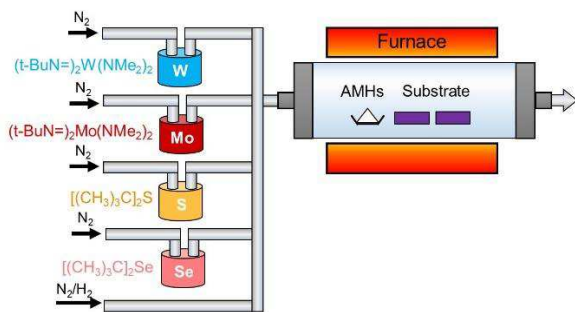 N₂
(t-BuN=)₂W(NMe₂)₂
W
N₂
(t-BuN=)₂Mo(NMe₂)₂
Mo
N₂
[(CH₃)₃C]₂S
S
N₂
[(CH₃)₃C]₂Se
Se
N₂/H₂
Furnace
AMHs Substrate